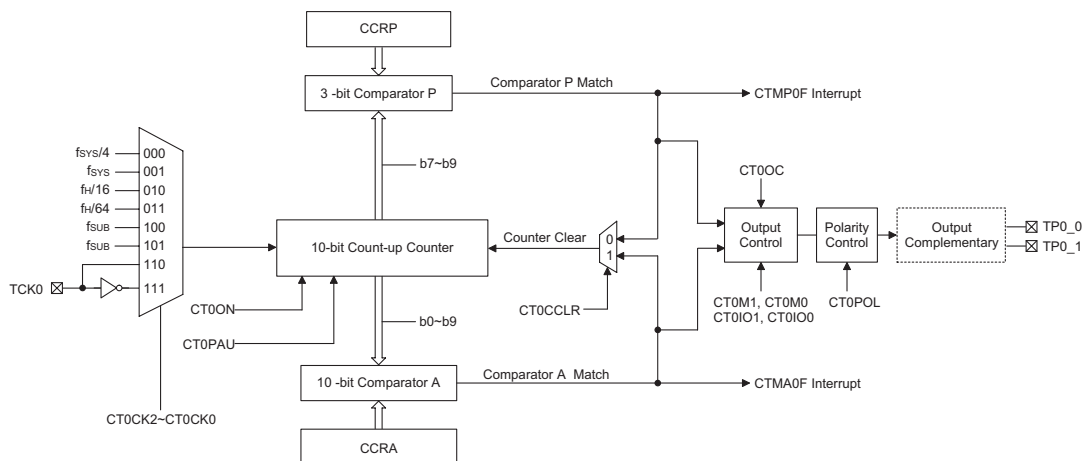 CCRP
3 -bit Comparator P
Comparator P Match
CTMP0F Interrupt
b7~b9
fSYS/4
000
fSYS
001
fH/16
010
fH/64
011
fSUB
100
fSUB
101
110
111
TCK0
CT0CK2~CT0CK0
10-bit Count-up Counter
CT0ON
CT0PAU
Counter Clear
0
1
CT0CCLR
CT0OC
Output
Control
CT0M1, CT0M0
CT0IO1, CT0IO0
Polarity
Control
CT0POL
Output
Complementary
TP0_0
TP0_1
b0~b9
10 -bit Comparator A
Comparator A Match
CTMA0F Interrupt
CCRA